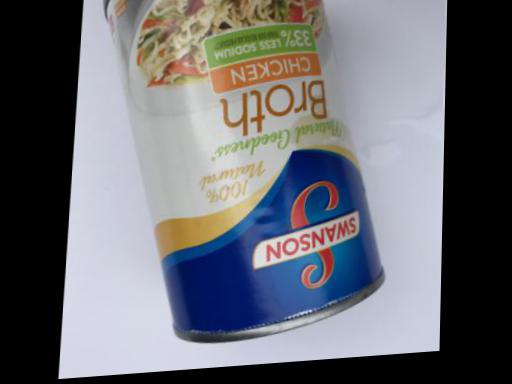 SWANSON
100%
Natural
Natural Goodness
Broth
CHICKEN
33% LESS SODIUM